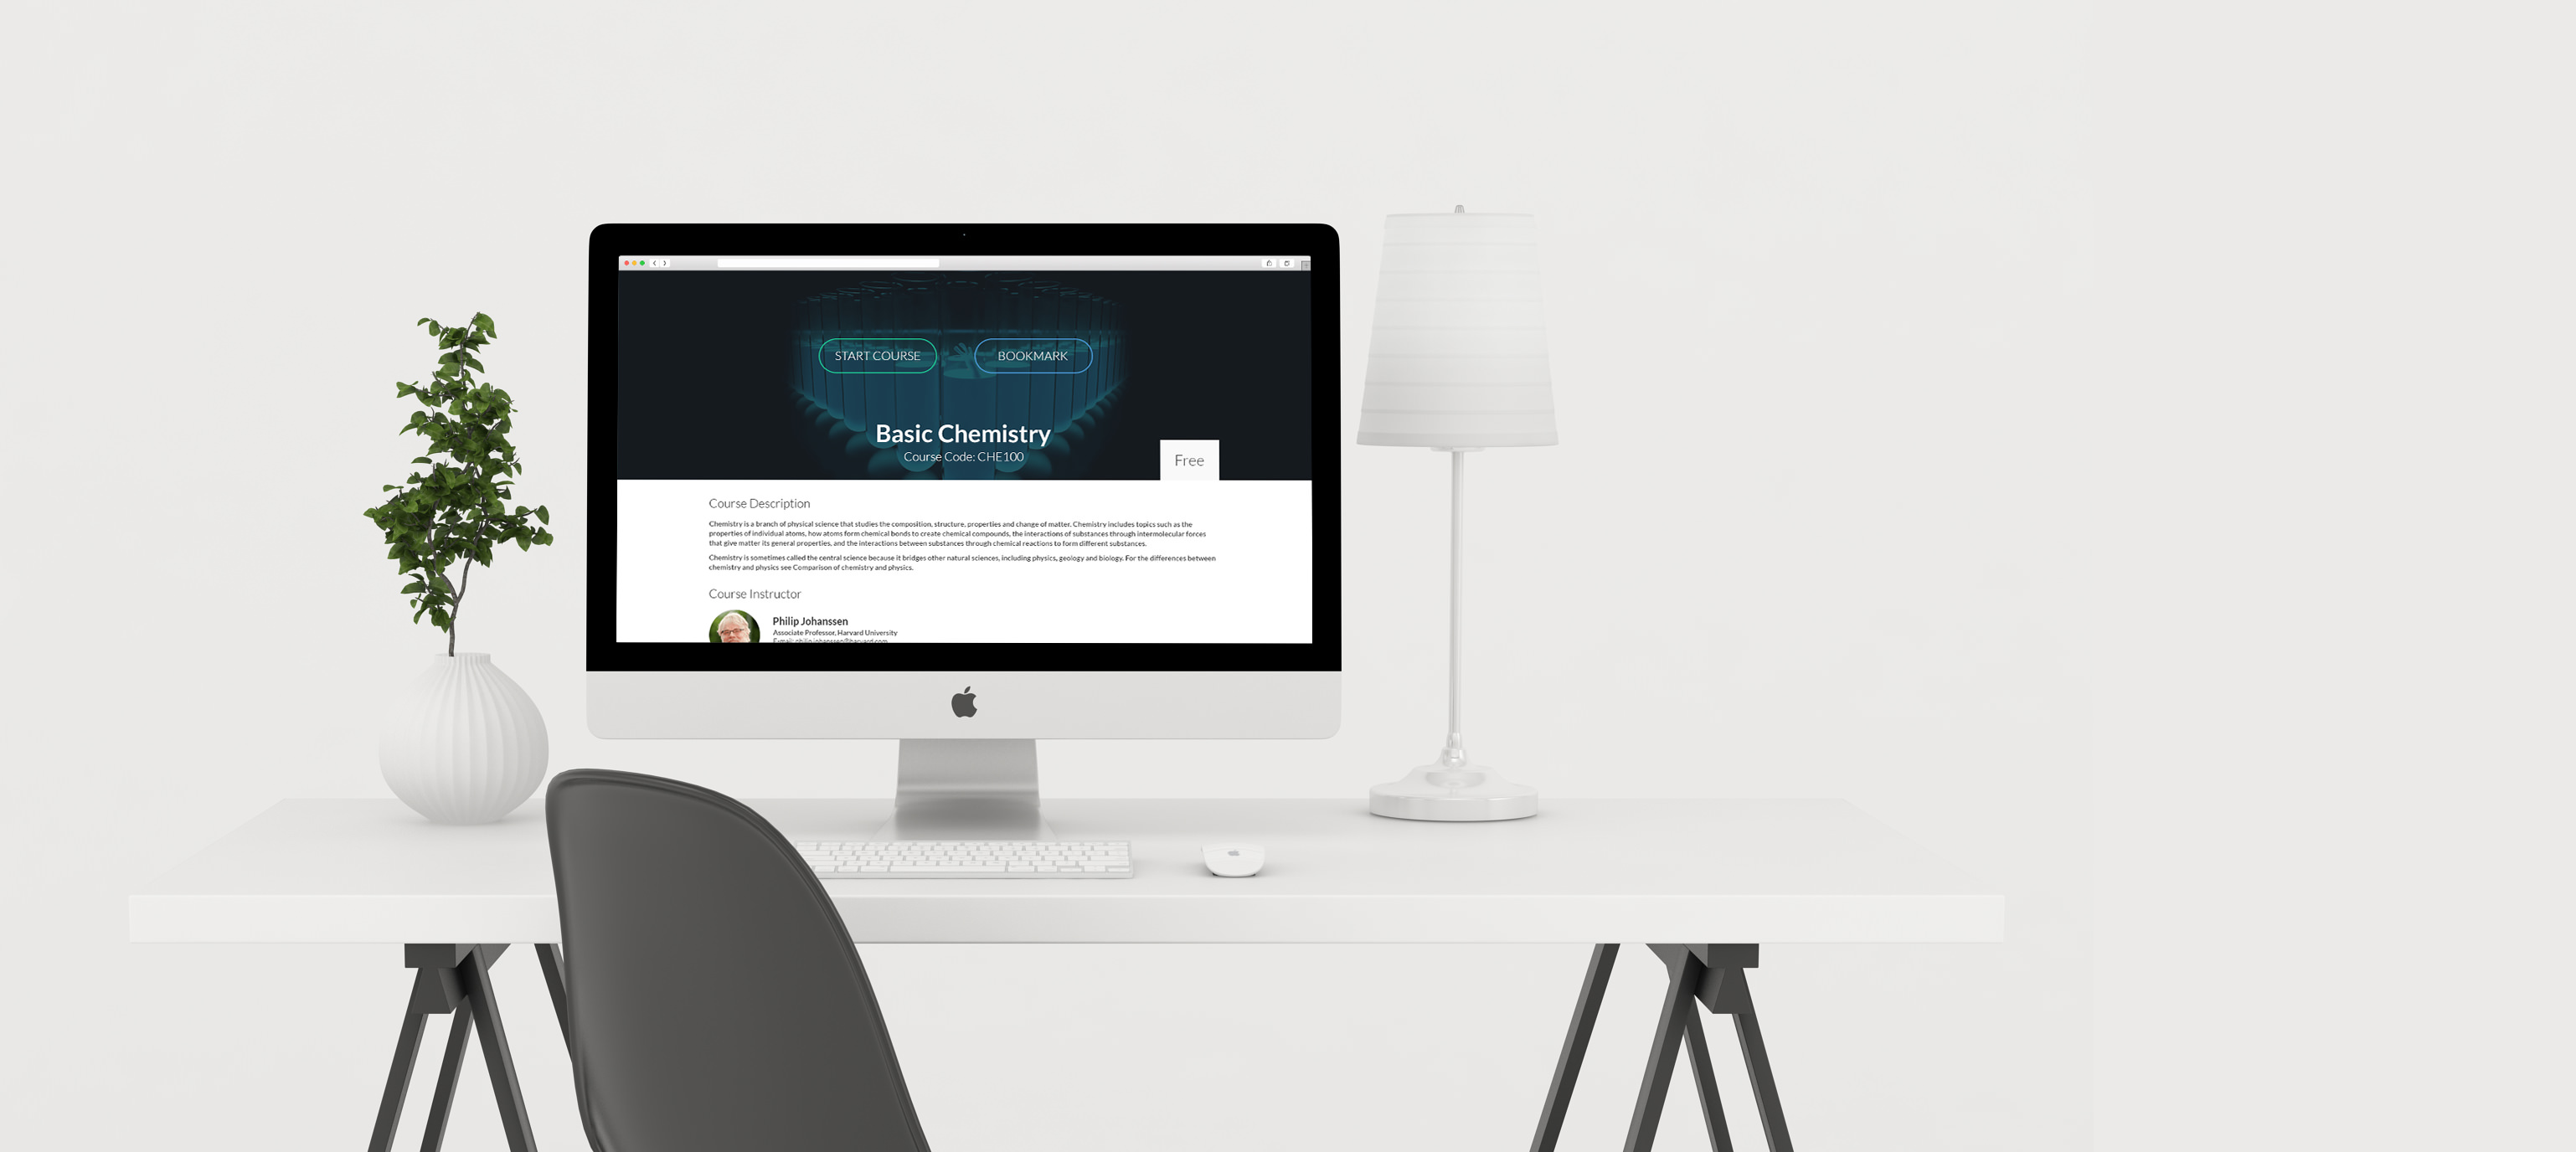 START COURSE
BOOKMARK
Basic Chemistry
Course Code: CHE100
Free
Course Description
Chemistry is a branch of physical science that studies the composition, structure, properties and change of matter. Chemistry includes topics such as the
properties of individual atoms, how atoms form chemical bonds to create chemical compounds, the interactions of substances through intermolecular forces
that give matter its general properties, and the interactions between substances through chemical reactions to form different substances.
Chemistry is sometimes called the central science because it bridges other natural sciences, including physics, geology and biology. For the differences between
chemistry and physics see Comparison of chemistry and physics.
Course Instructor
Philip Johanssen
Associate Professor, Harvard University
E-mail: philip.johanssen@harvard.com